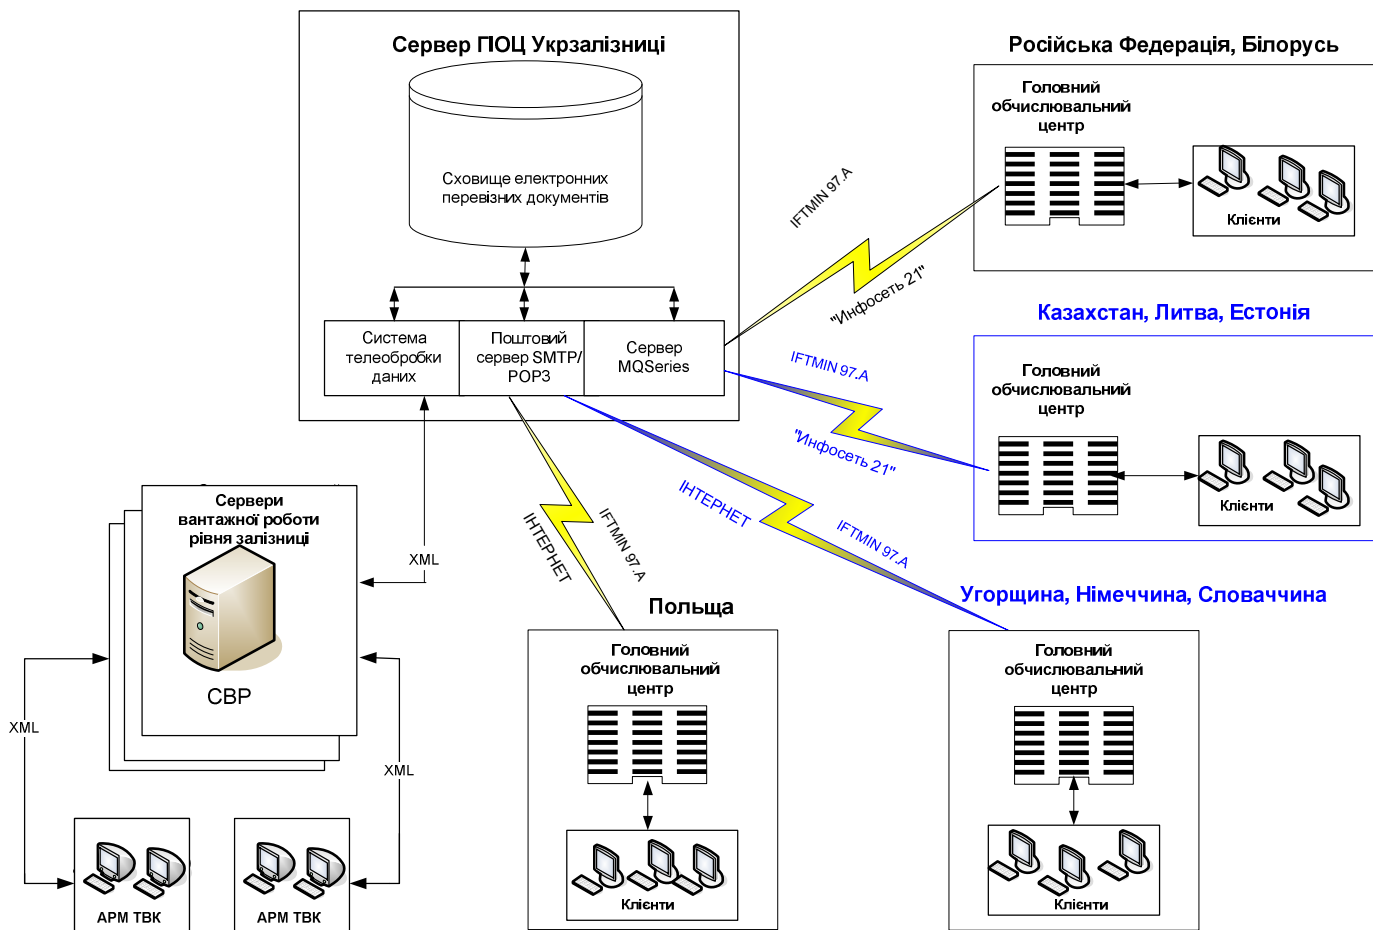 Сервер ГІОЦ Укрзалізниці
Сховище електронних
перевізних документів
Система
телеобробки
даних
Поштовий
сервер SMTP/
POP3
Сервер
MQSeries
Російська Федерація, Білорусь
Головний
обчислювальний
центр
Клієнти
IFTMIN 97.A
"Инфосеть 21"
Казахстан, Литва, Естонія
Головний
обчислювальний
центр
Клієнти
IFTMIN 97.A
"Инфосеть 21"
ІНТЕРНЕТ
IFTMIN 97.A
ІНТЕРНЕТ
IFTMIN 97.A
Сервери
вантажної роботи
рівня залізниці
СВР
XML
XML
XML
АРМ ТВК
АРМ ТВК
Польща
Головний
обчислювальний
центр
Клієнти
Угорщина, Німеччина, Словаччина
Головний
обчислювальний
центр
Клієнти